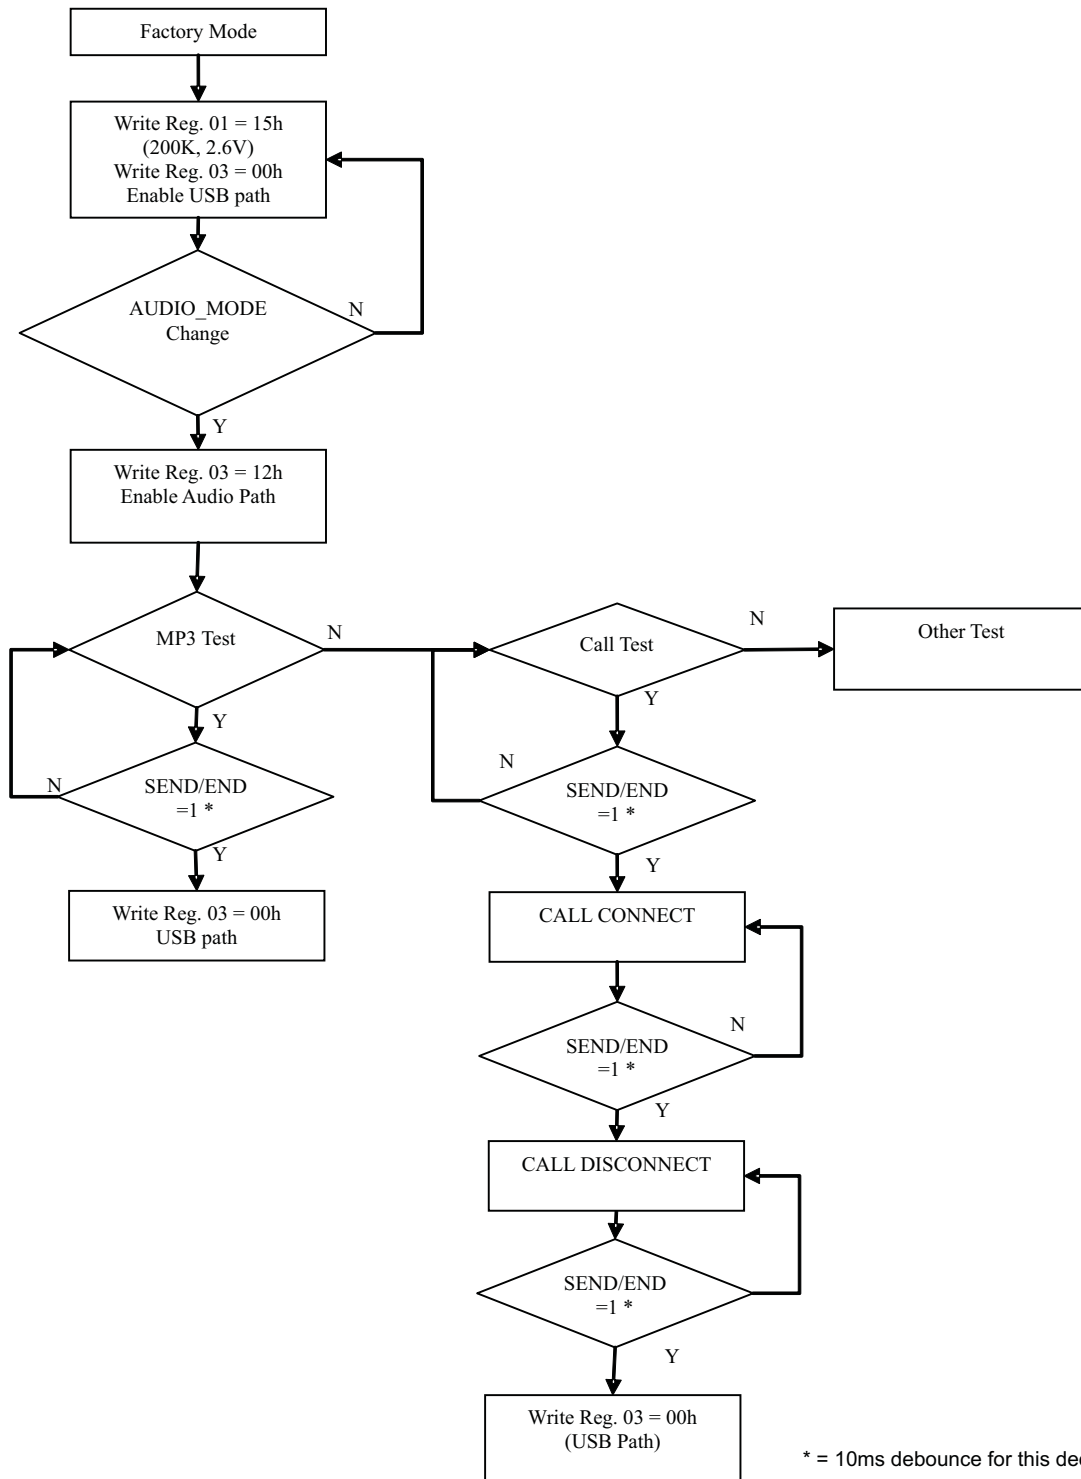 Factory Mode
Write Reg. 01 = 15h
(200K, 2.6V)
Write Reg. 03 = 00h
Enable USB path
AUDIO_MODE
Change
N
Y
Write Reg. 03 = 12h
Enable Audio Path
MP3 Test
N
Y
Call Test
N
Y
Other Test
SEND/END
=1 *
N
Y
Write Reg. 03 = 00h
USB path
SEND/END
=1 *
N
Y
CALL CONNECT
SEND/END
=1 *
N
Y
CALL DISCONNECT
SEND/END
=1 *
Y
Write Reg. 03 = 00h
(USB Path)
* = 10ms debounce for this